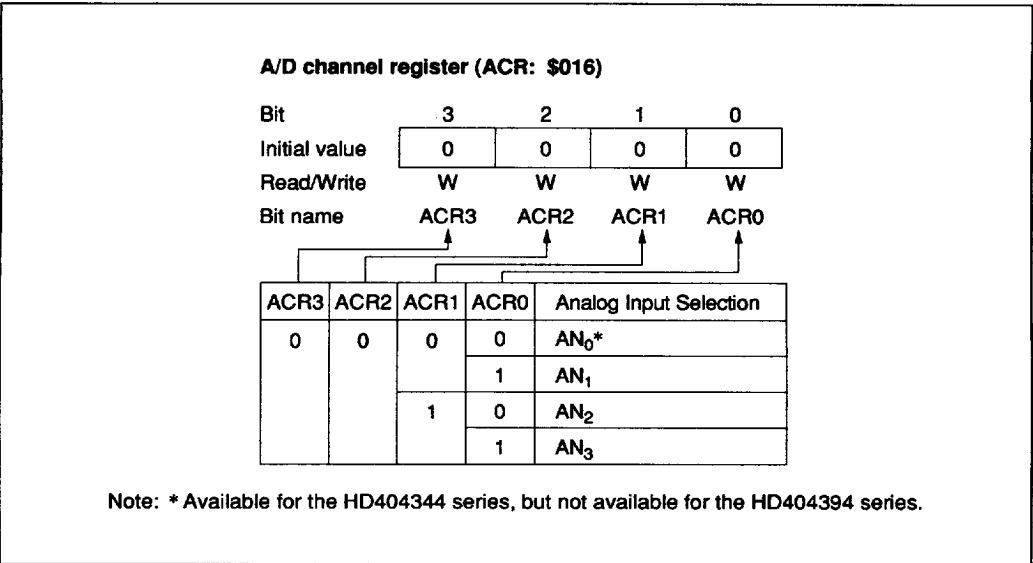 A/D channel register (ACR: $016)
Bit 3 2 1 0
Initial value 0 0 0 0
Read/Write W W W W
Bit name ACR3 ACR2 ACR1 ACR0
ACR3 ACR2 ACR1 ACR0 Analog Input Selection
0 0 0 0 AN0*
1 AN1
1 0 AN2
1 AN3
Note: * Available for the HD404344 series, but not available for the HD404394 series.